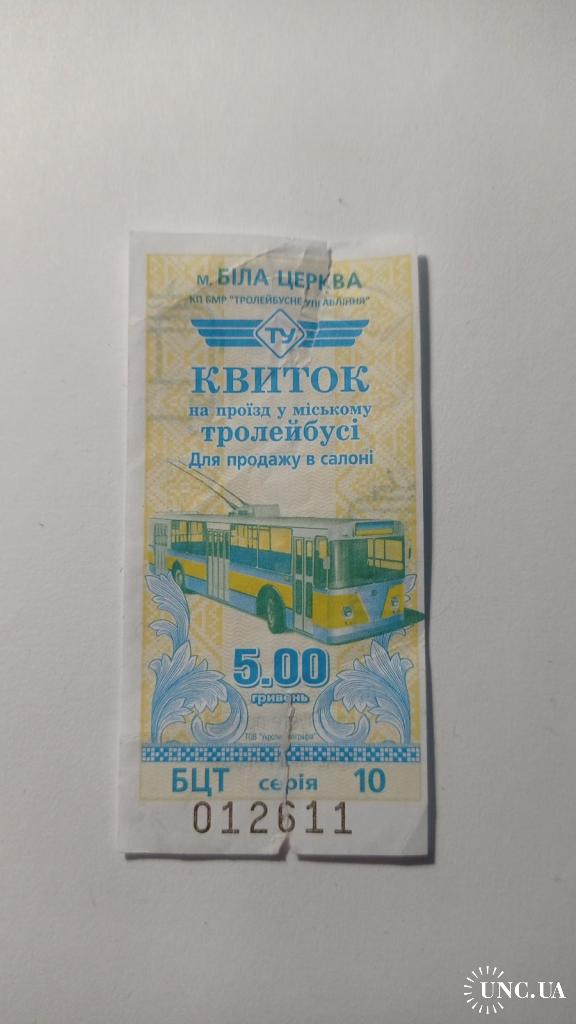 м. БІЛА ЦЕРКВА
КП БМР "ТРОЛЕЙБУСНЕ УПРАВЛІННЯ"
ТУ
КВИТОК
на проїзд у міському
тролейбусі
Для продажу в салоні
5.00
гривень
ТОВ
БЦТ серія 10
012611
UNC.UA